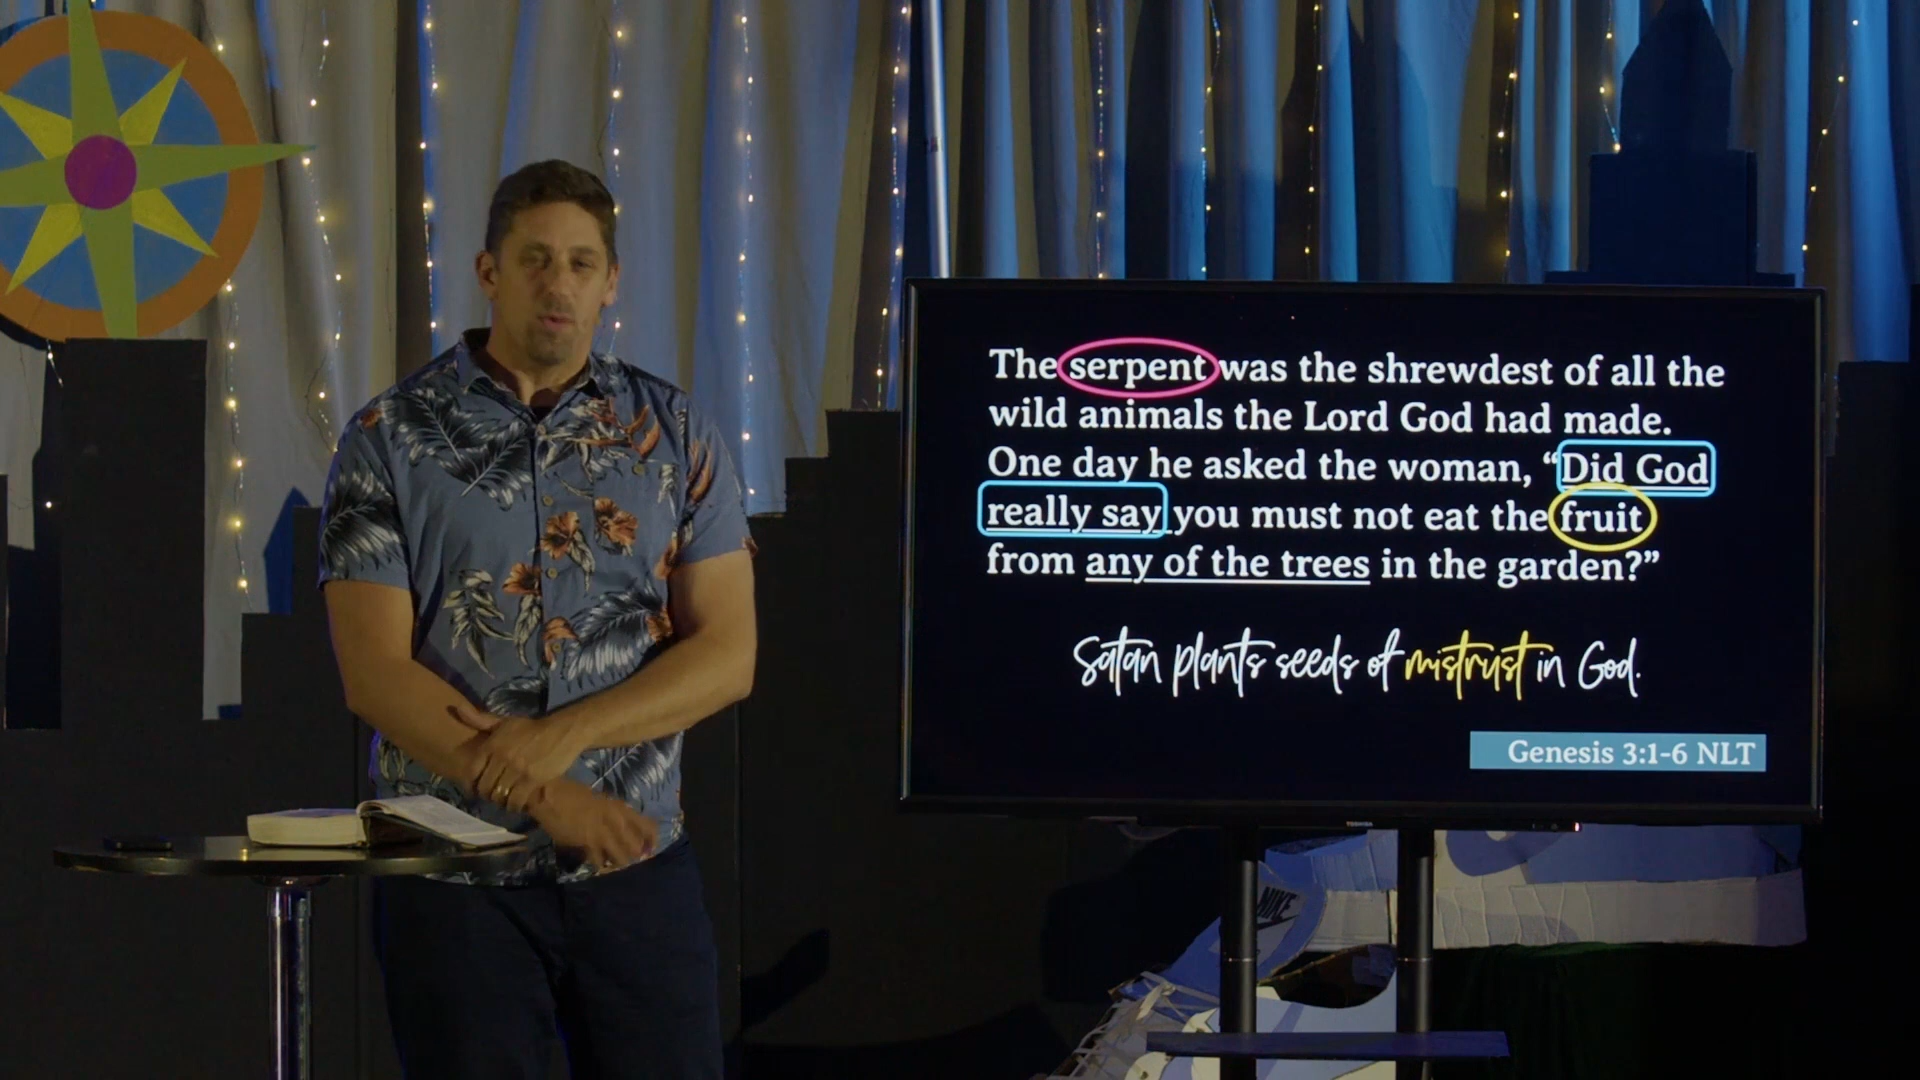 The serpent was the shrewdest of all the
wild animals the Lord God had made.
One day he asked the woman, “Did God
really say you must not eat the fruit
from any of the trees in the garden?”
Satan plants seeds of mistrust in God.
Genesis 3:1-6 NLT
TOSHIBA
NIKE